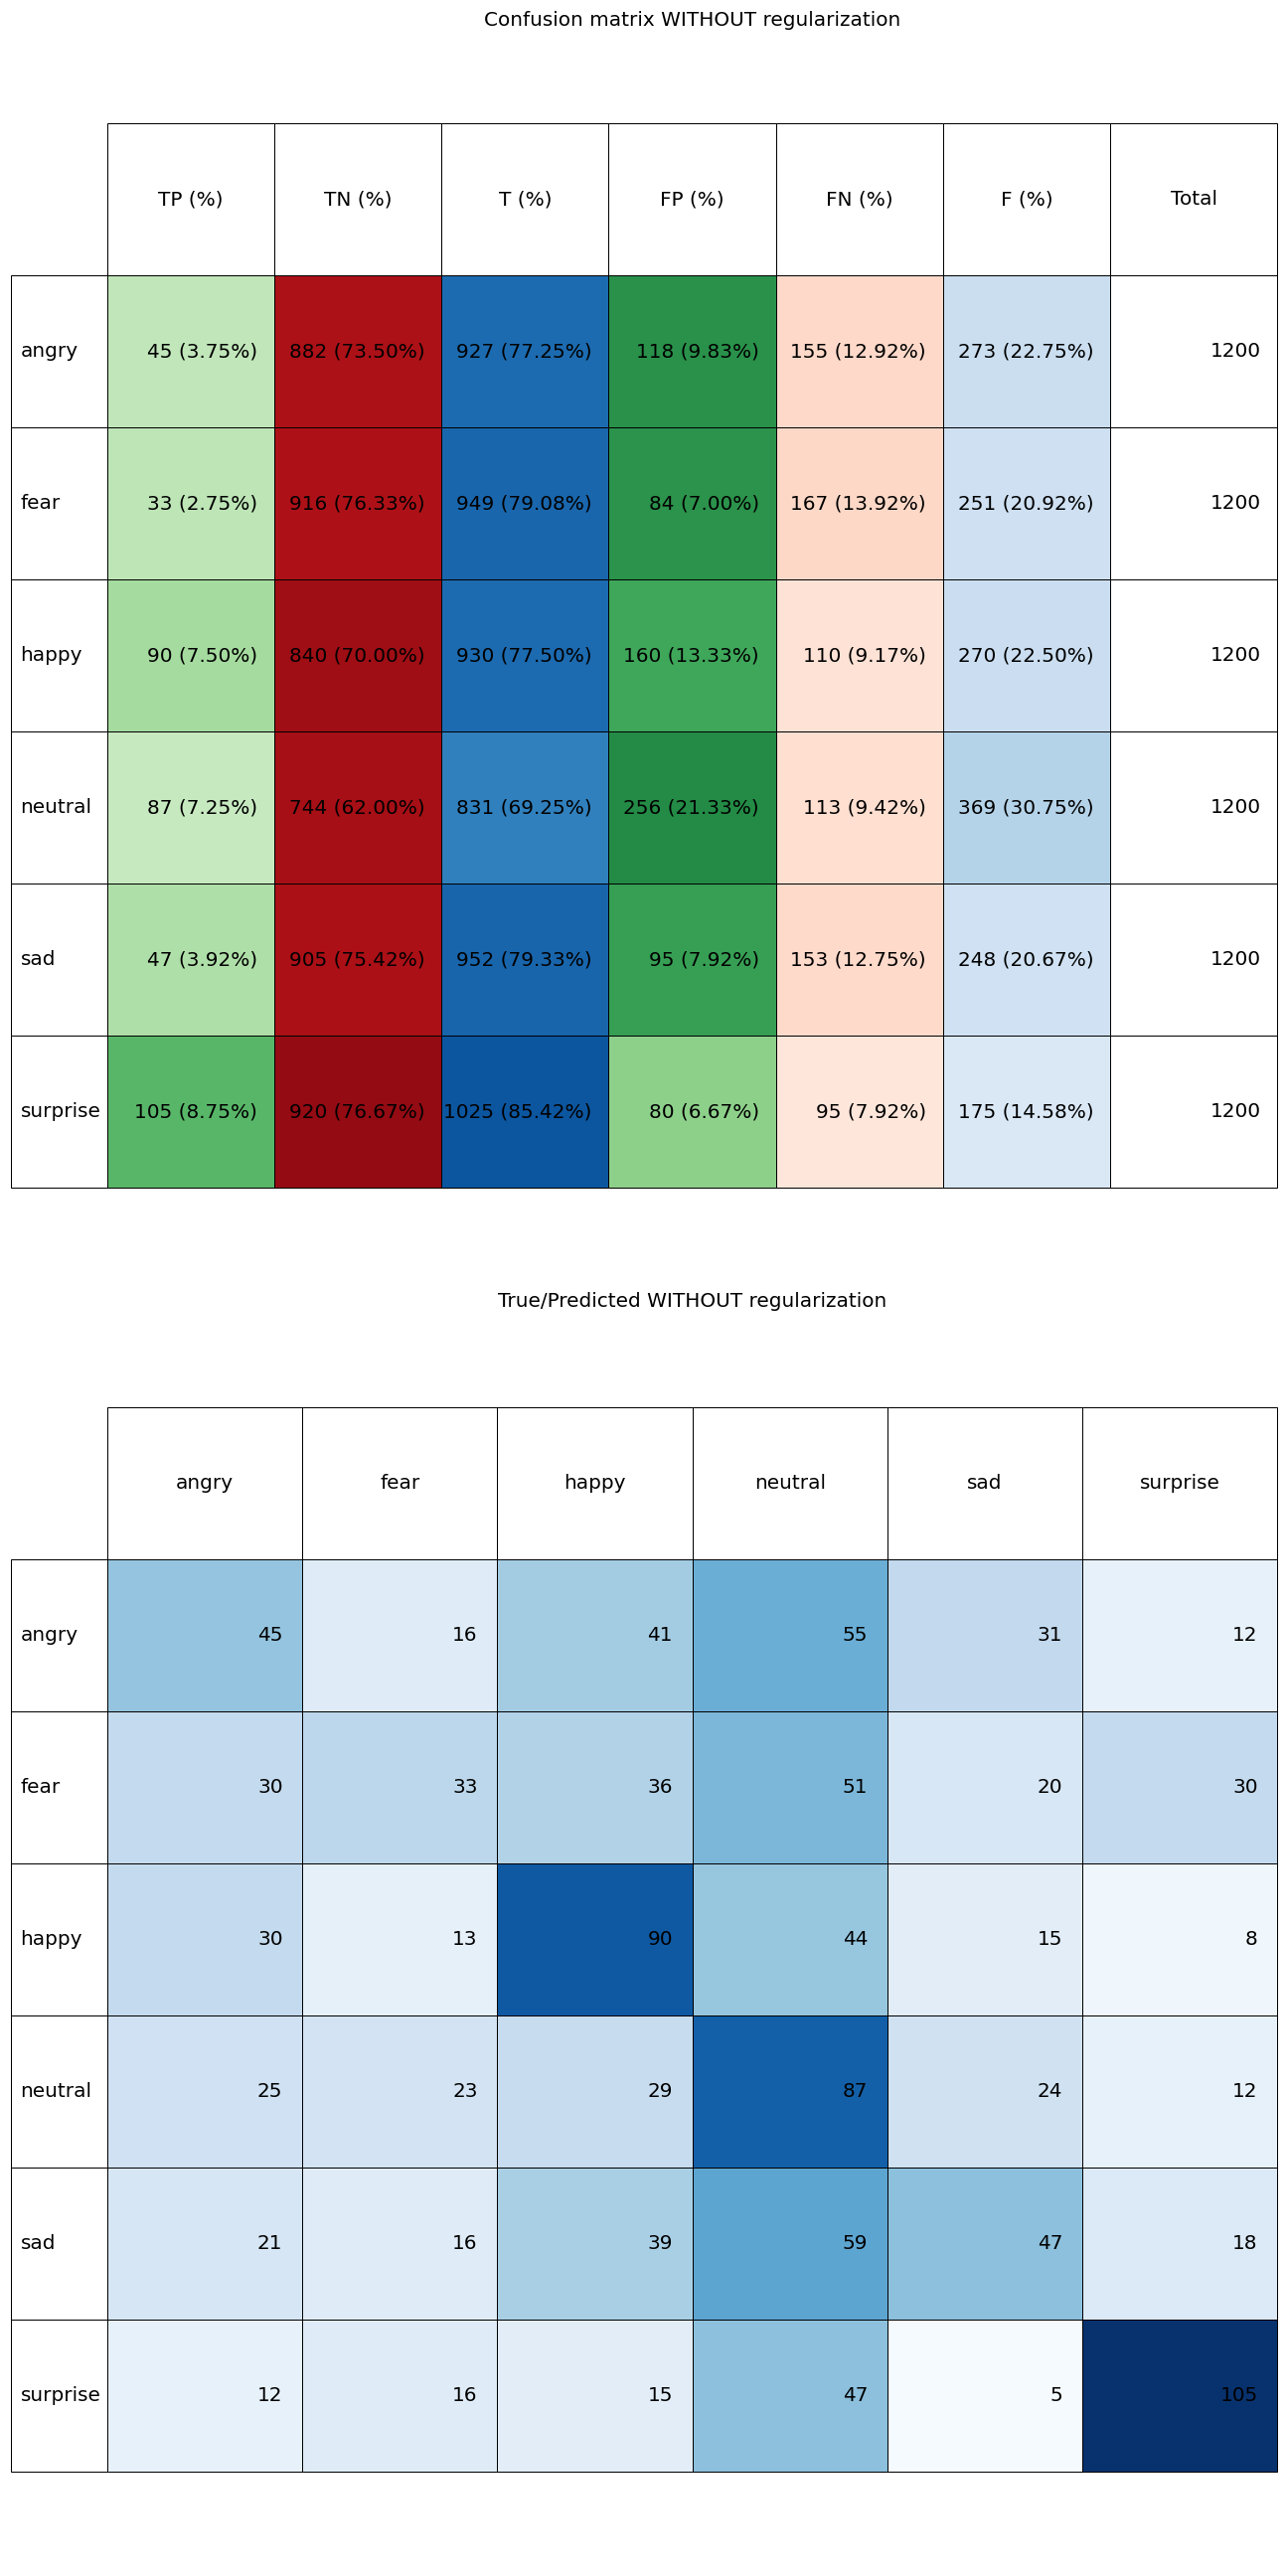 Confusion matrix WITHOUT regularization
TP (%) TN (%) T (%) FP (%) FN (%) F (%) Total
angry 45 (3.75%) 882 (73.50%) 927 (77.25%) 118 (9.83%) 155 (12.92%) 273 (22.75%) 1200
fear 33 (2.75%) 916 (76.33%) 949 (79.08%) 84 (7.00%) 167 (13.92%) 251 (20.92%) 1200
happy 90 (7.50%) 840 (70.00%) 930 (77.50%) 160 (13.33%) 110 (9.17%) 270 (22.50%) 1200
neutral 87 (7.25%) 744 (62.00%) 831 (69.25%) 256 (21.33%) 113 (9.42%) 369 (30.75%) 1200
sad 47 (3.92%) 905 (75.42%) 952 (79.33%) 95 (7.92%) 153 (12.75%) 248 (20.67%) 1200
surprise 105 (8.75%) 920 (76.67%) 1025 (85.42%) 80 (6.67%) 95 (7.92%) 175 (14.58%) 1200
True/Predicted WITHOUT regularization
angry fear happy neutral sad surprise
angry 45 16 41 55 31 12
fear 30 33 36 51 20 30
happy 30 13 90 44 15 8
neutral 25 23 29 87 24 12
sad 21 16 39 59 47 18
surprise 12 16 15 47 5 105